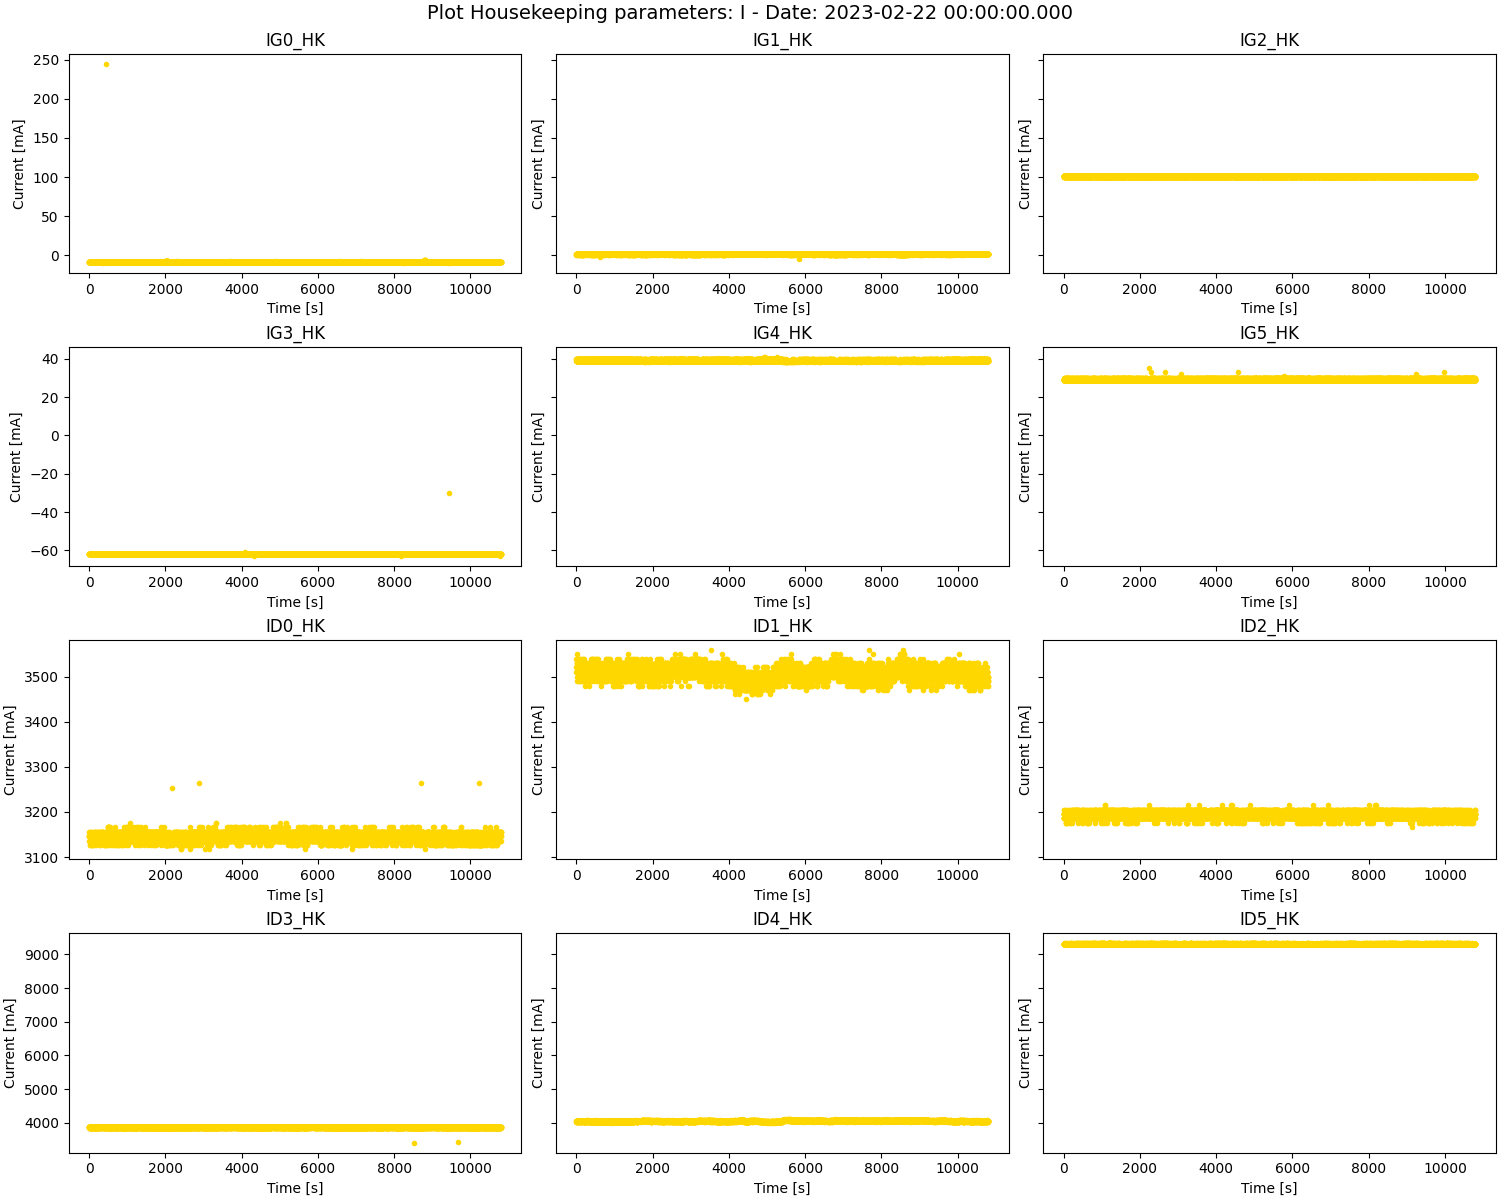 Plot Housekeeping parameters: I - Date: 2023-02-22 00:00:00.000
IG0_HK IG1_HK IG2_HK
250
200
150
100
50
0
Current [mA] Current [mA] Current [mA]
0 2000 4000 6000 8000 10000 0 2000 4000 6000 8000 10000 0 2000 4000 6000 8000 10000
Time [s] Time [s] Time [s]
IG3_HK IG4_HK IG5_HK
40
20
0
−20
−40
−60
Current [mA] Current [mA] Current [mA]
0 2000 4000 6000 8000 10000 0 2000 4000 6000 8000 10000 0 2000 4000 6000 8000 10000
Time [s] Time [s] Time [s]
ID0_HK ID1_HK ID2_HK
3500
3400
3300
3200
3100
Current [mA] Current [mA] Current [mA]
0 2000 4000 6000 8000 10000 0 2000 4000 6000 8000 10000 0 2000 4000 6000 8000 10000
Time [s] Time [s] Time [s]
ID3_HK ID4_HK ID5_HK
9000
8000
7000
6000
5000
4000
Current [mA] Current [mA] Current [mA]
0 2000 4000 6000 8000 10000 0 2000 4000 6000 8000 10000 0 2000 4000 6000 8000 10000
Time [s] Time [s] Time [s]